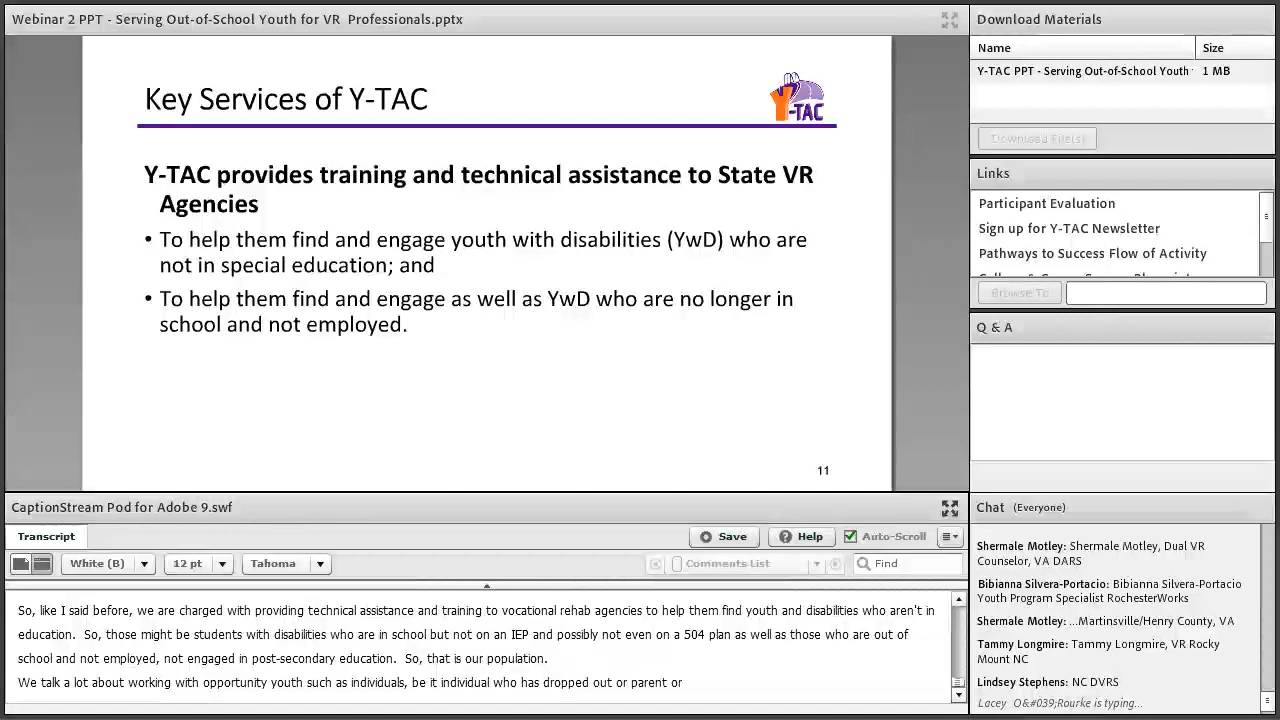 Webinar 2 PPT - Serving Out-of-School Youth for VR  Professionals.pptx
Key Services of Y-TAC
Y-TAC
Y-TAC provides training and technical assistance to State VR
Agencies
• To help them find and engage youth with disabilities (YwD) who are
not in special education; and
• To help them find and engage as well as YwD who are no longer in
school and not employed.
11
CaptionStream Pod for Adobe 9.swf
Transcript
Save
Help
Auto-Scroll
White (B)
12 pt
Tahoma
Comments List
Find
So, like I said before, we are charged with providing technical assistance and training to vocational rehab agencies to help them find youth and disabilities who aren't in
education.  So, those might be students with disabilities who are in school but not on an IEP and possibly not even on a 504 plan as well as those who are out of
school and not employed, not engaged in post-secondary education.  So, that is our population.
We talk a lot about working with opportunity youth such as individuals, be it individual who has dropped out or parent or
Download Materials
Name Size
Y-TAC PPT - Serving Out-of-School Youth 1 MB
Download File(s)
Links
Participant Evaluation
Sign up for Y-TAC Newsletter
Pathways to Success Flow of Activity
Browse To
Q & A
Chat (Everyone)
Shermale Motley: Shermale Motley, Dual VR
Counselor, VA DARS
Bibianna Silvera-Portacio: Bibianna Silvera-Portacio
Youth Program Specialist RochesterWorks
Shermale Motley: ...Martinsville/Henry County, VA
Tammy Longmire: Tammy Longmire, VR Rocky
Mount NC
Lindsey Stephens: NC DVRS
Lacey  O&#039;Rourke is typing...